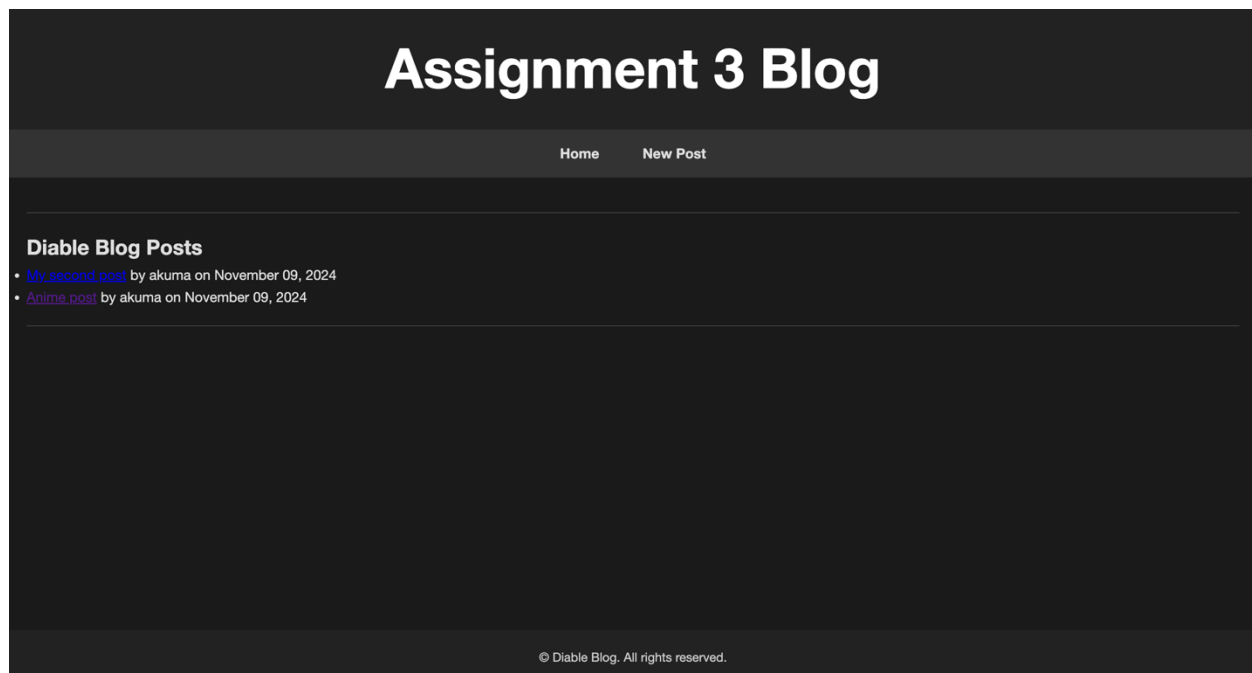 Assignment 3 Blog
Home New Post
Diable Blog Posts
• My second post by akuma on November 09, 2024
• Anime post by akuma on November 09, 2024
© Diable Blog. All rights reserved.